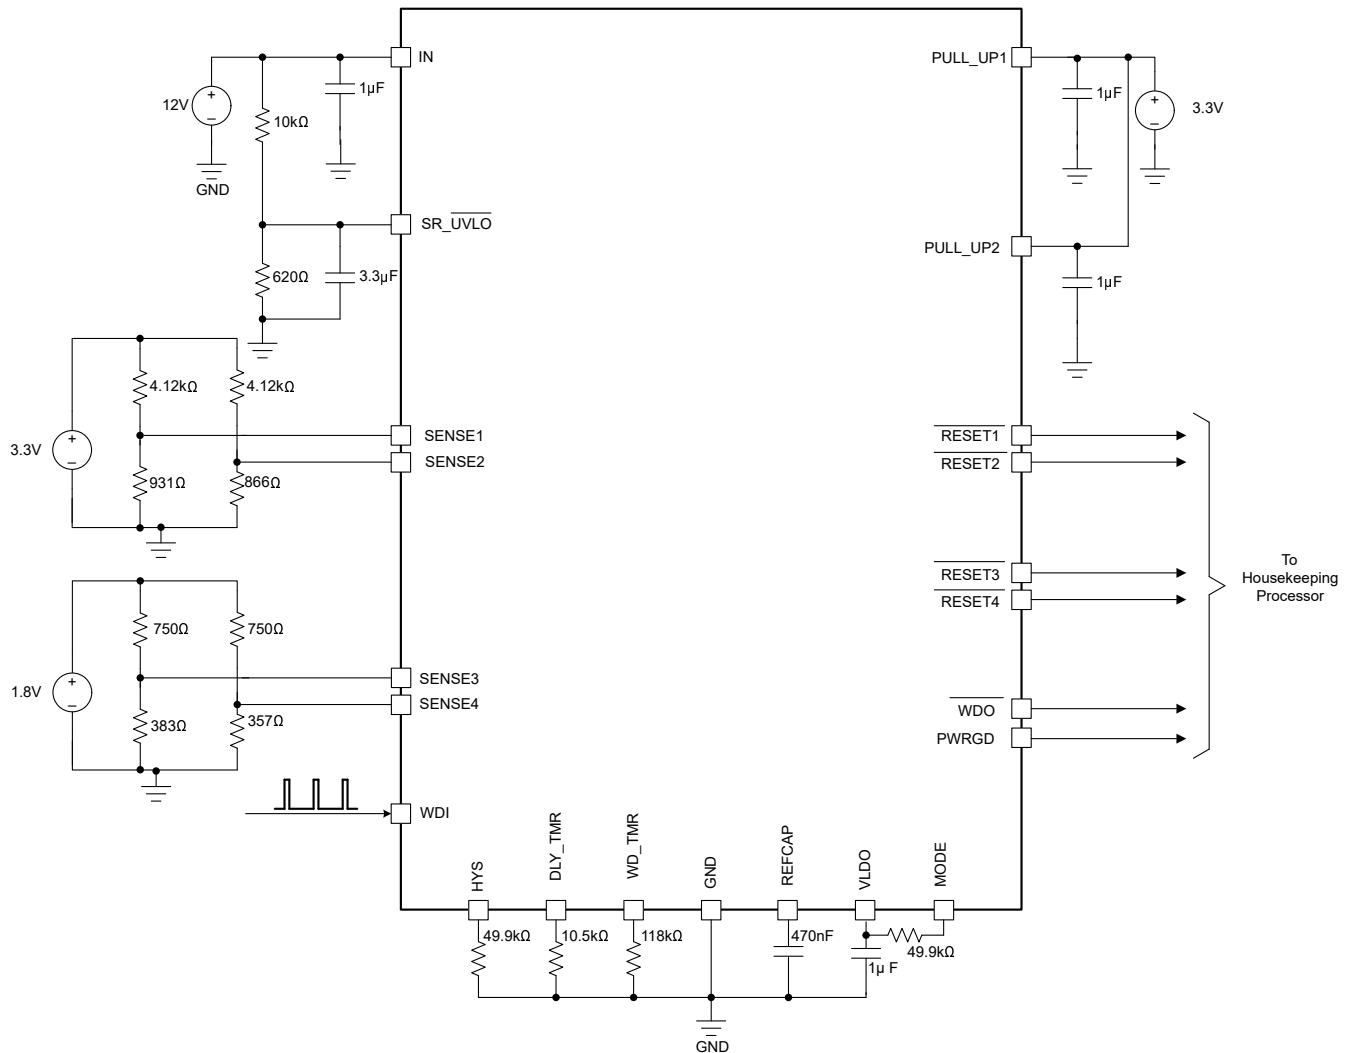 IN
PULL_UP1
12V
10kΩ
1µF
GND
1µF
3.3V
SR_UVLO
PULL_UP2
620Ω
3.3µF
1µF
4.12kΩ
4.12kΩ
3.3V
SENSE1
SENSE2
931Ω
866Ω
RESET1
RESET2
RESET3
RESET4
To
Housekeeping
Processor
750Ω
750Ω
1.8V
SENSE3
SENSE4
383Ω
357Ω
WDO
PWRGD
WDI
HYS
DLY_TMR
WD_TMR
GND
REFCAP
VLDO
MODE
49.9kΩ
10.5kΩ
118kΩ
470nF
1µ F
49.9kΩ
GND